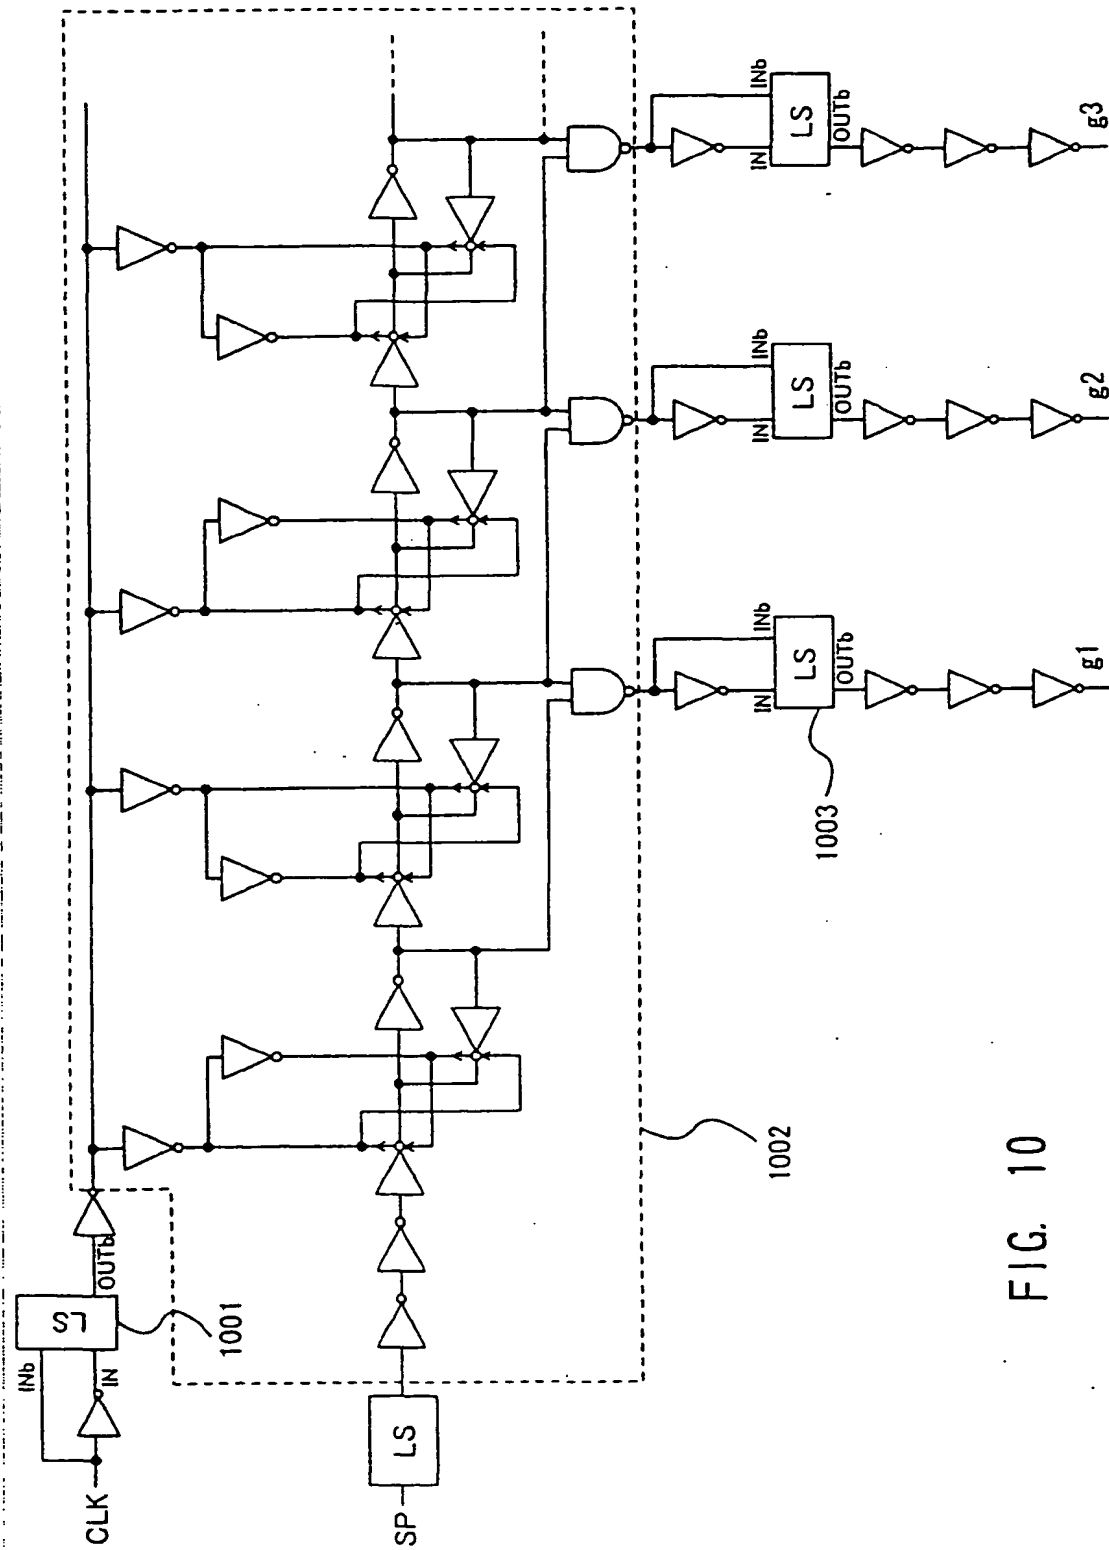 CLK
INb
IN
LS
OUTb
1001
SP
LS
1002
IN
INb
LS
OUTb
1003
g1
IN
INb
LS
OUTb
g2
IN
INb
LS
OUTb
g3
FIG. 10